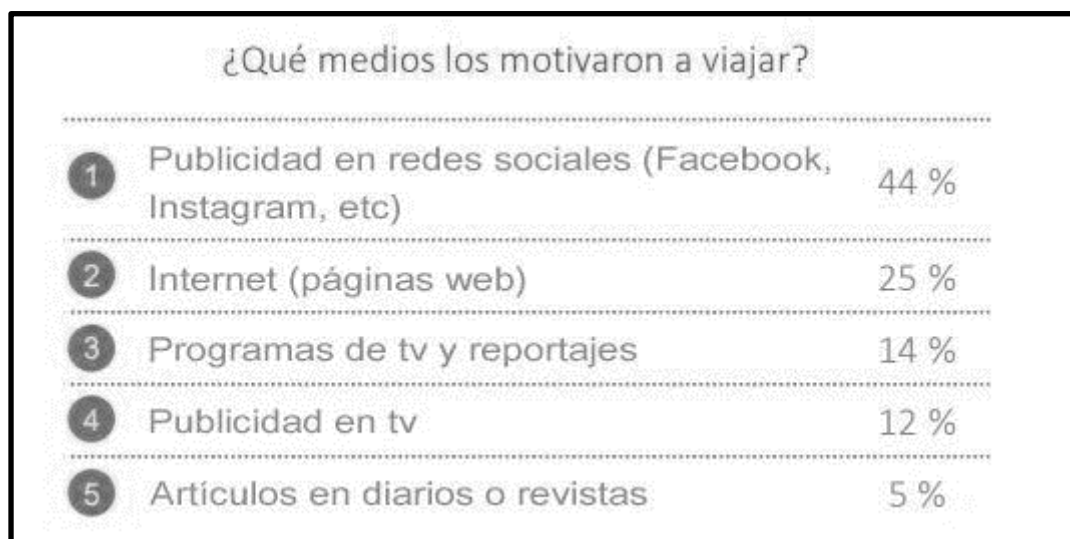 ¿Qué medios los motivaron a viajar?
1 Publicidad en redes sociales (Facebook, 44 %
Instagram, etc)
2 Internet (páginas web) 25 %
3 Programas de tv y reportajes 14 %
4 Publicidad en tv 12 %
5 Artículos en diarios o revistas 5 %